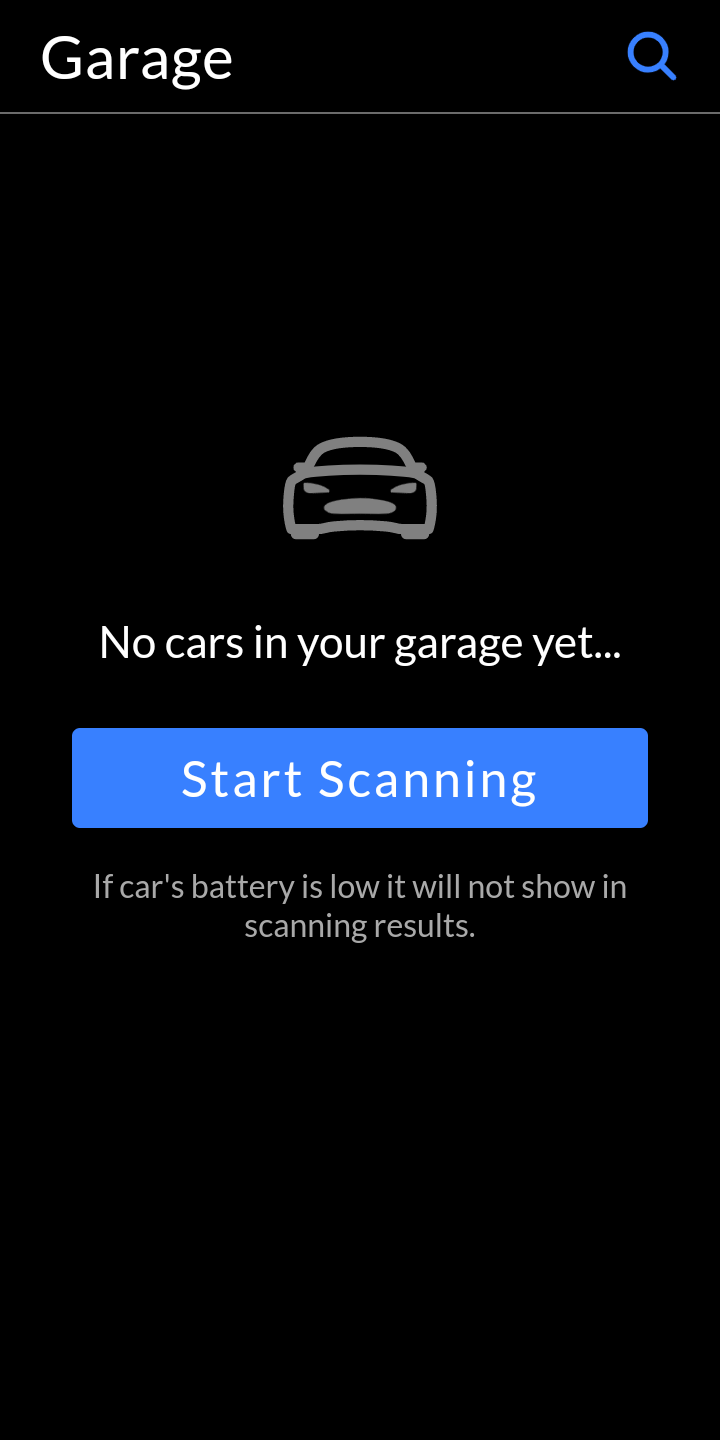 Garage
No cars in your garage yet...
Start Scanning
If car's battery is low it will not show in
scanning results.